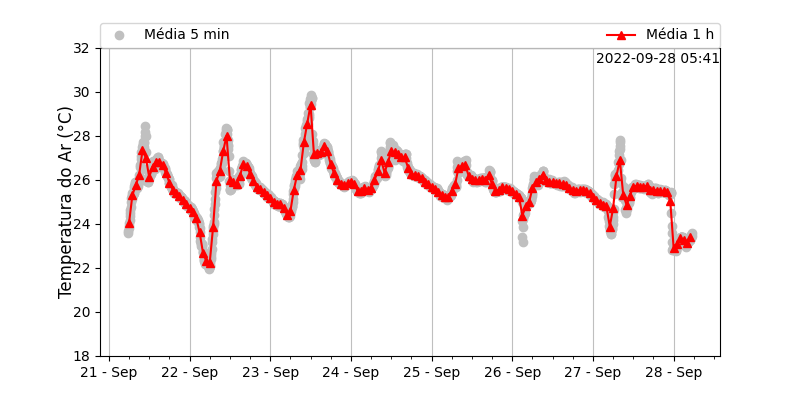 Média 5 min
Média 1 h
2022-09-28 05:41
Temperatura do Ar (°C)
32
30
28
26
24
22
20
18
21 - Sep
22 - Sep
23 - Sep
24 - Sep
25 - Sep
26 - Sep
27 - Sep
28 - Sep